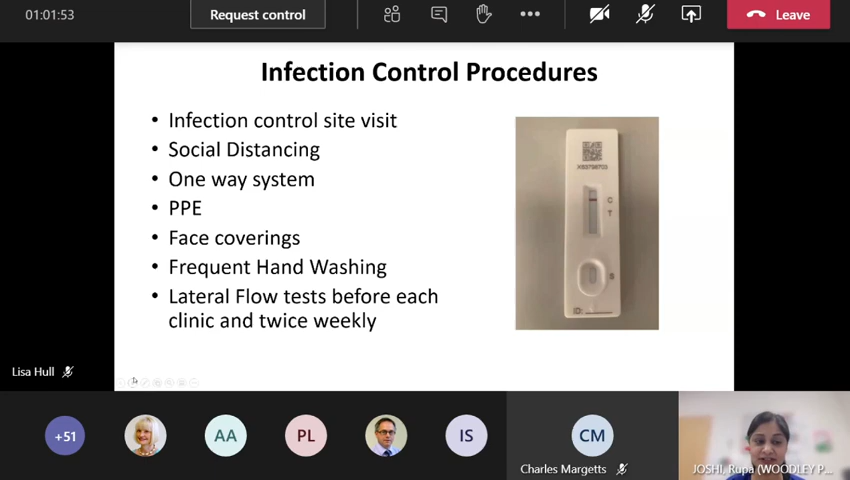 01:01:53
Request control
Leave
Infection Control Procedures
• Infection control site visit
• Social Distancing
• One way system
• PPE
• Face coverings
• Frequent Hand Washing
• Lateral Flow tests before each
clinic and twice weekly
C
T
S
ID:
Lisa Hull
+51
AA
PL
IS
CM
Charles Margetts
JOSHI, Rupa (WOODLEY P...